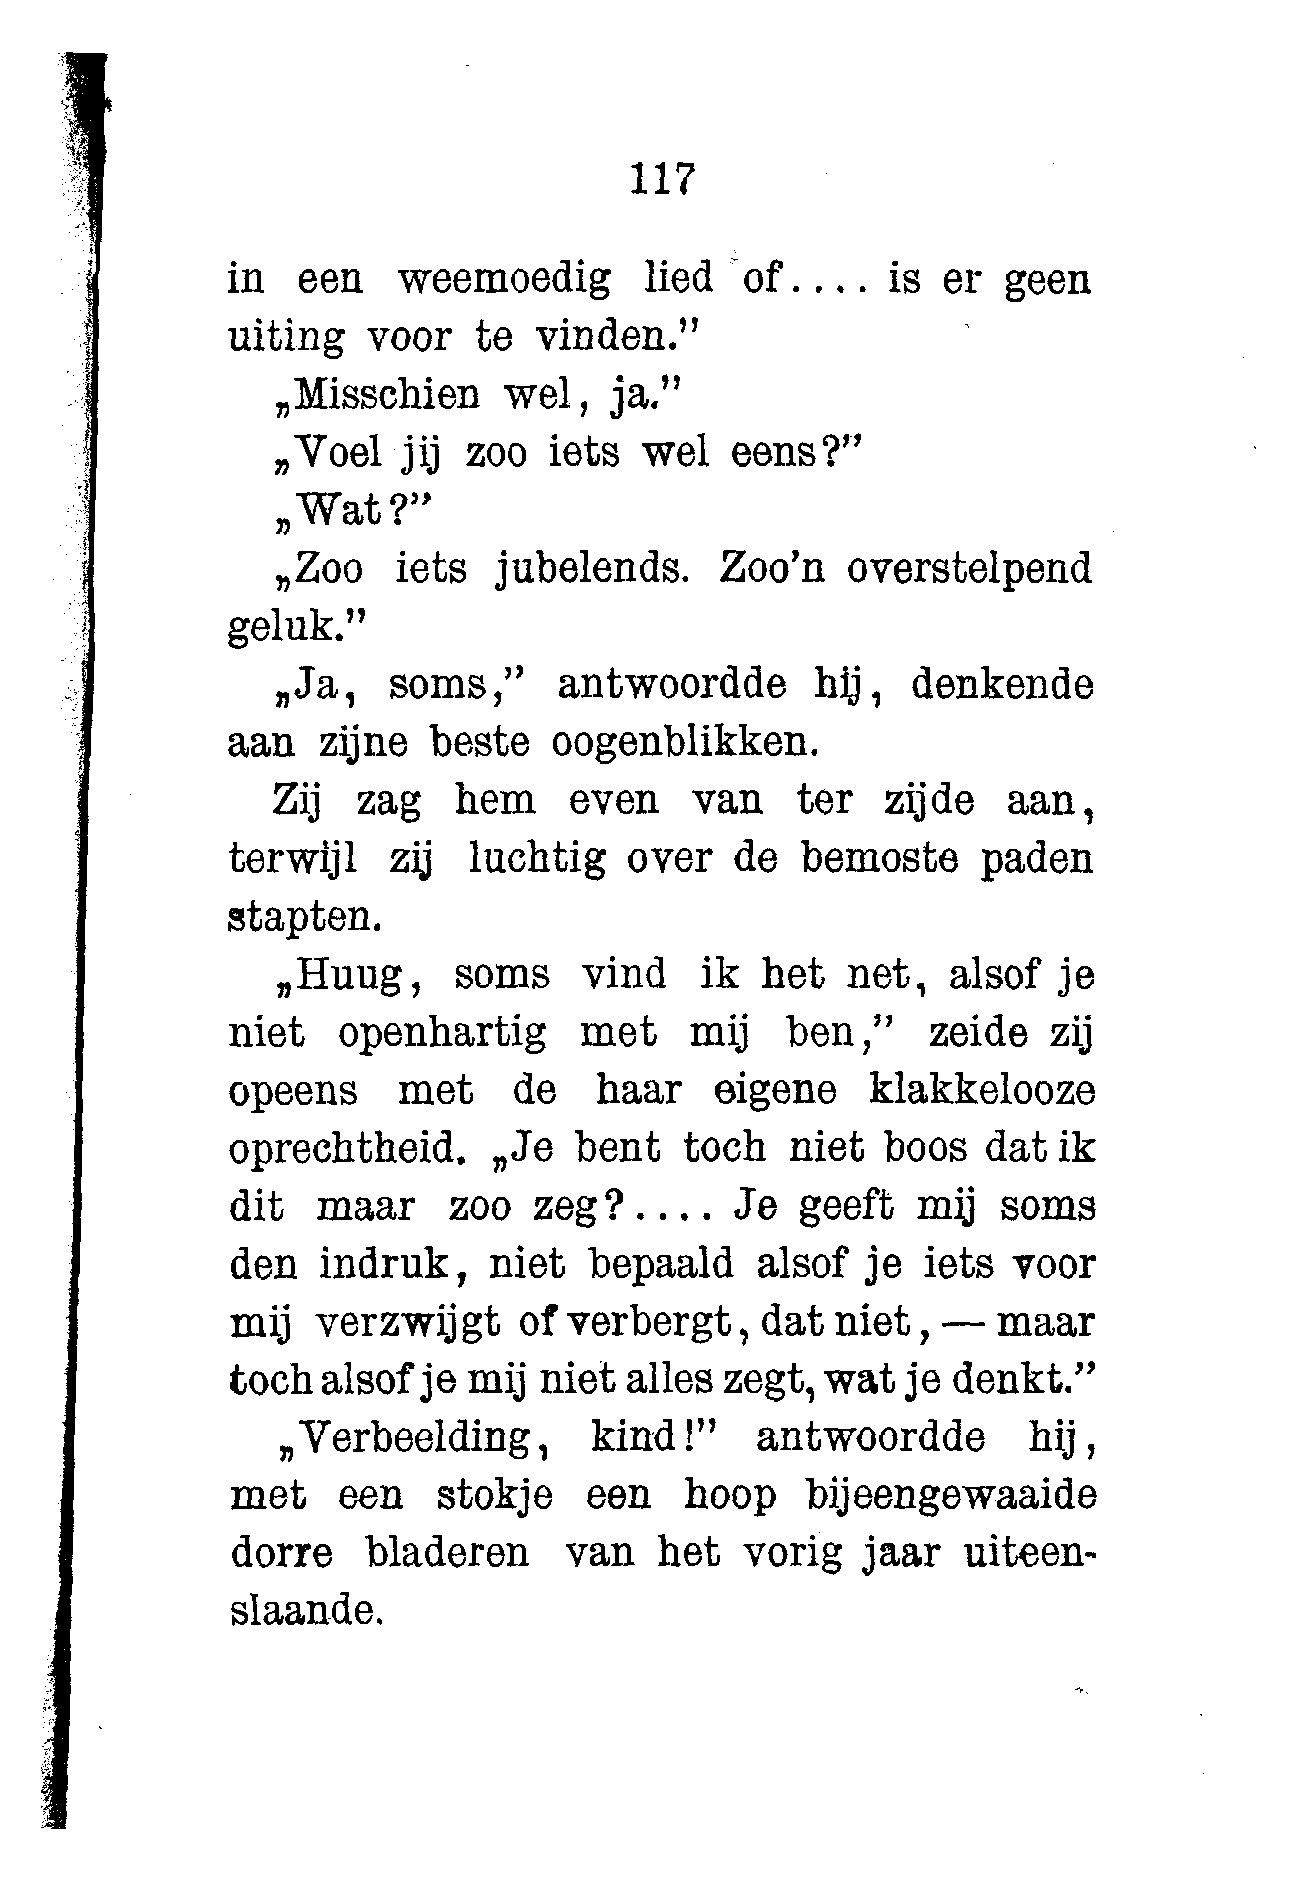 117
in een weemoedig lied of.... is er geen
uiting voor te vinden.”
„Misschien wel, ja.”
„Voel jij zoo iets wel eens?”
„Wat?”
„Zoo iets jubelends. Zoo’n overstelpend
geluk.”
„Ja, soms,” antwoordde hij, denkende
aan zijne beste oogenblikken.
Zij zag hem even van ter zijde aan,
terwijl zij luchtig over de bemoste paden
stapten.
„Huug, soms vind ik het net, alsof je
niet openhartig met mij ben,” zeide zij
opeens met de haar eigene klakkelooze
oprechtheid. „Je bent toch niet boos dat ik
dit maar zoo zeg?.... Je geeft mij soms
den indruk, niet bepaald alsof je iets voor
mij verzwijgt of verbergt, dat niet, — maar
toch alsof je mij niet alles zegt, wat je denkt.”
„Verbeelding, kind!” antwoordde hij,
met een stokje een hoop bijeengewaaide
dorre bladeren van het vorig jaar uiteen-
slaande.